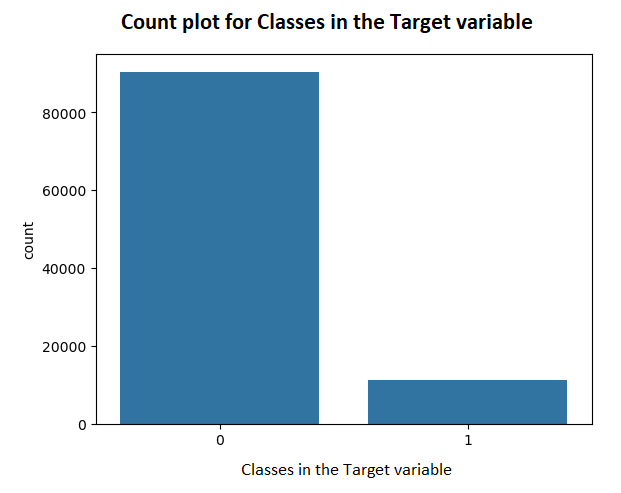 Count plot for Classes in the Target variable
80000
60000
40000
20000
0
count
0 1
Classes in the Target variable